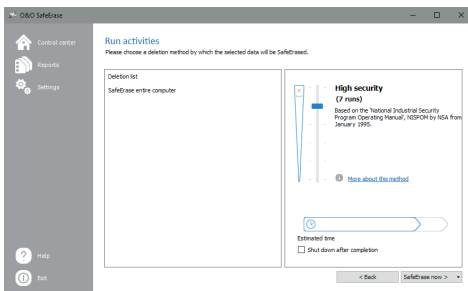 O&O SafeErase
Control center
Reports
Settings
Help
Exit
Run activities
Please choose a deletion method by which the selected data will be SafeErased.
Deletion list
SafeErase entire computer
High security
(7 runs)
Based on the 'National Industrial Security
Program Operating Manual', NISPOM by NSA from
January 1995.
More about this method
Estimated time
Shut down after completion
< Back
SafeErase now >